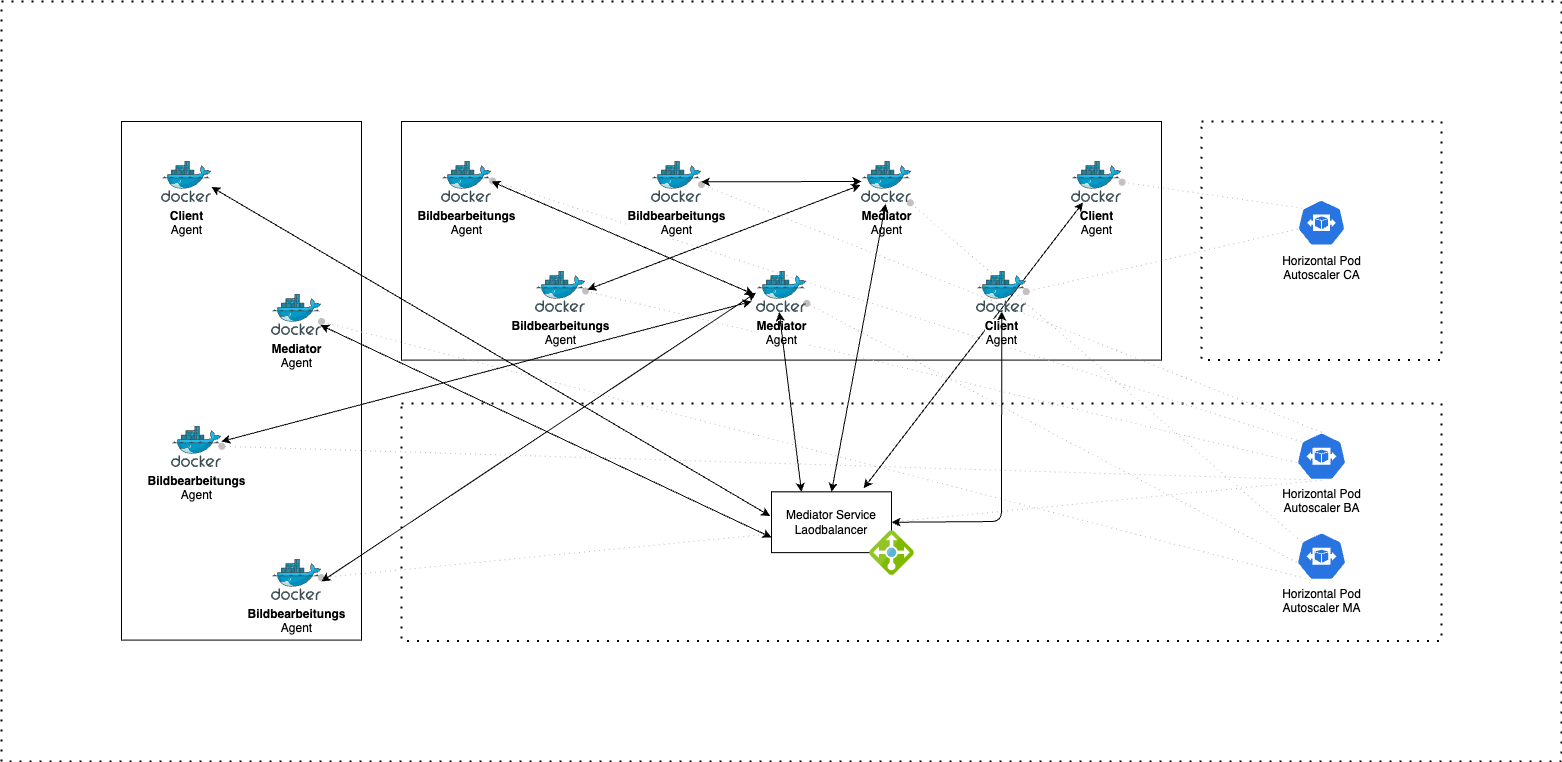 docker
Client
Agent
docker
Mediator
Agent
docker
Bildbearbeitungs
Agent
docker
Bildbearbeitungs
Agent
docker
Bildbearbeitungs
Agent
docker
Bildbearbeitungs
Agent
docker
Mediator
Agent
docker
Client
Agent
docker
Bildbearbeitungs
Agent
docker
Mediator
Agent
docker
Client
Agent
Horizontal Pod
Autoscaler CA
Mediator Service
Laodbalancer
Horizontal Pod
Autoscaler BA
Horizontal Pod
Autoscaler MA